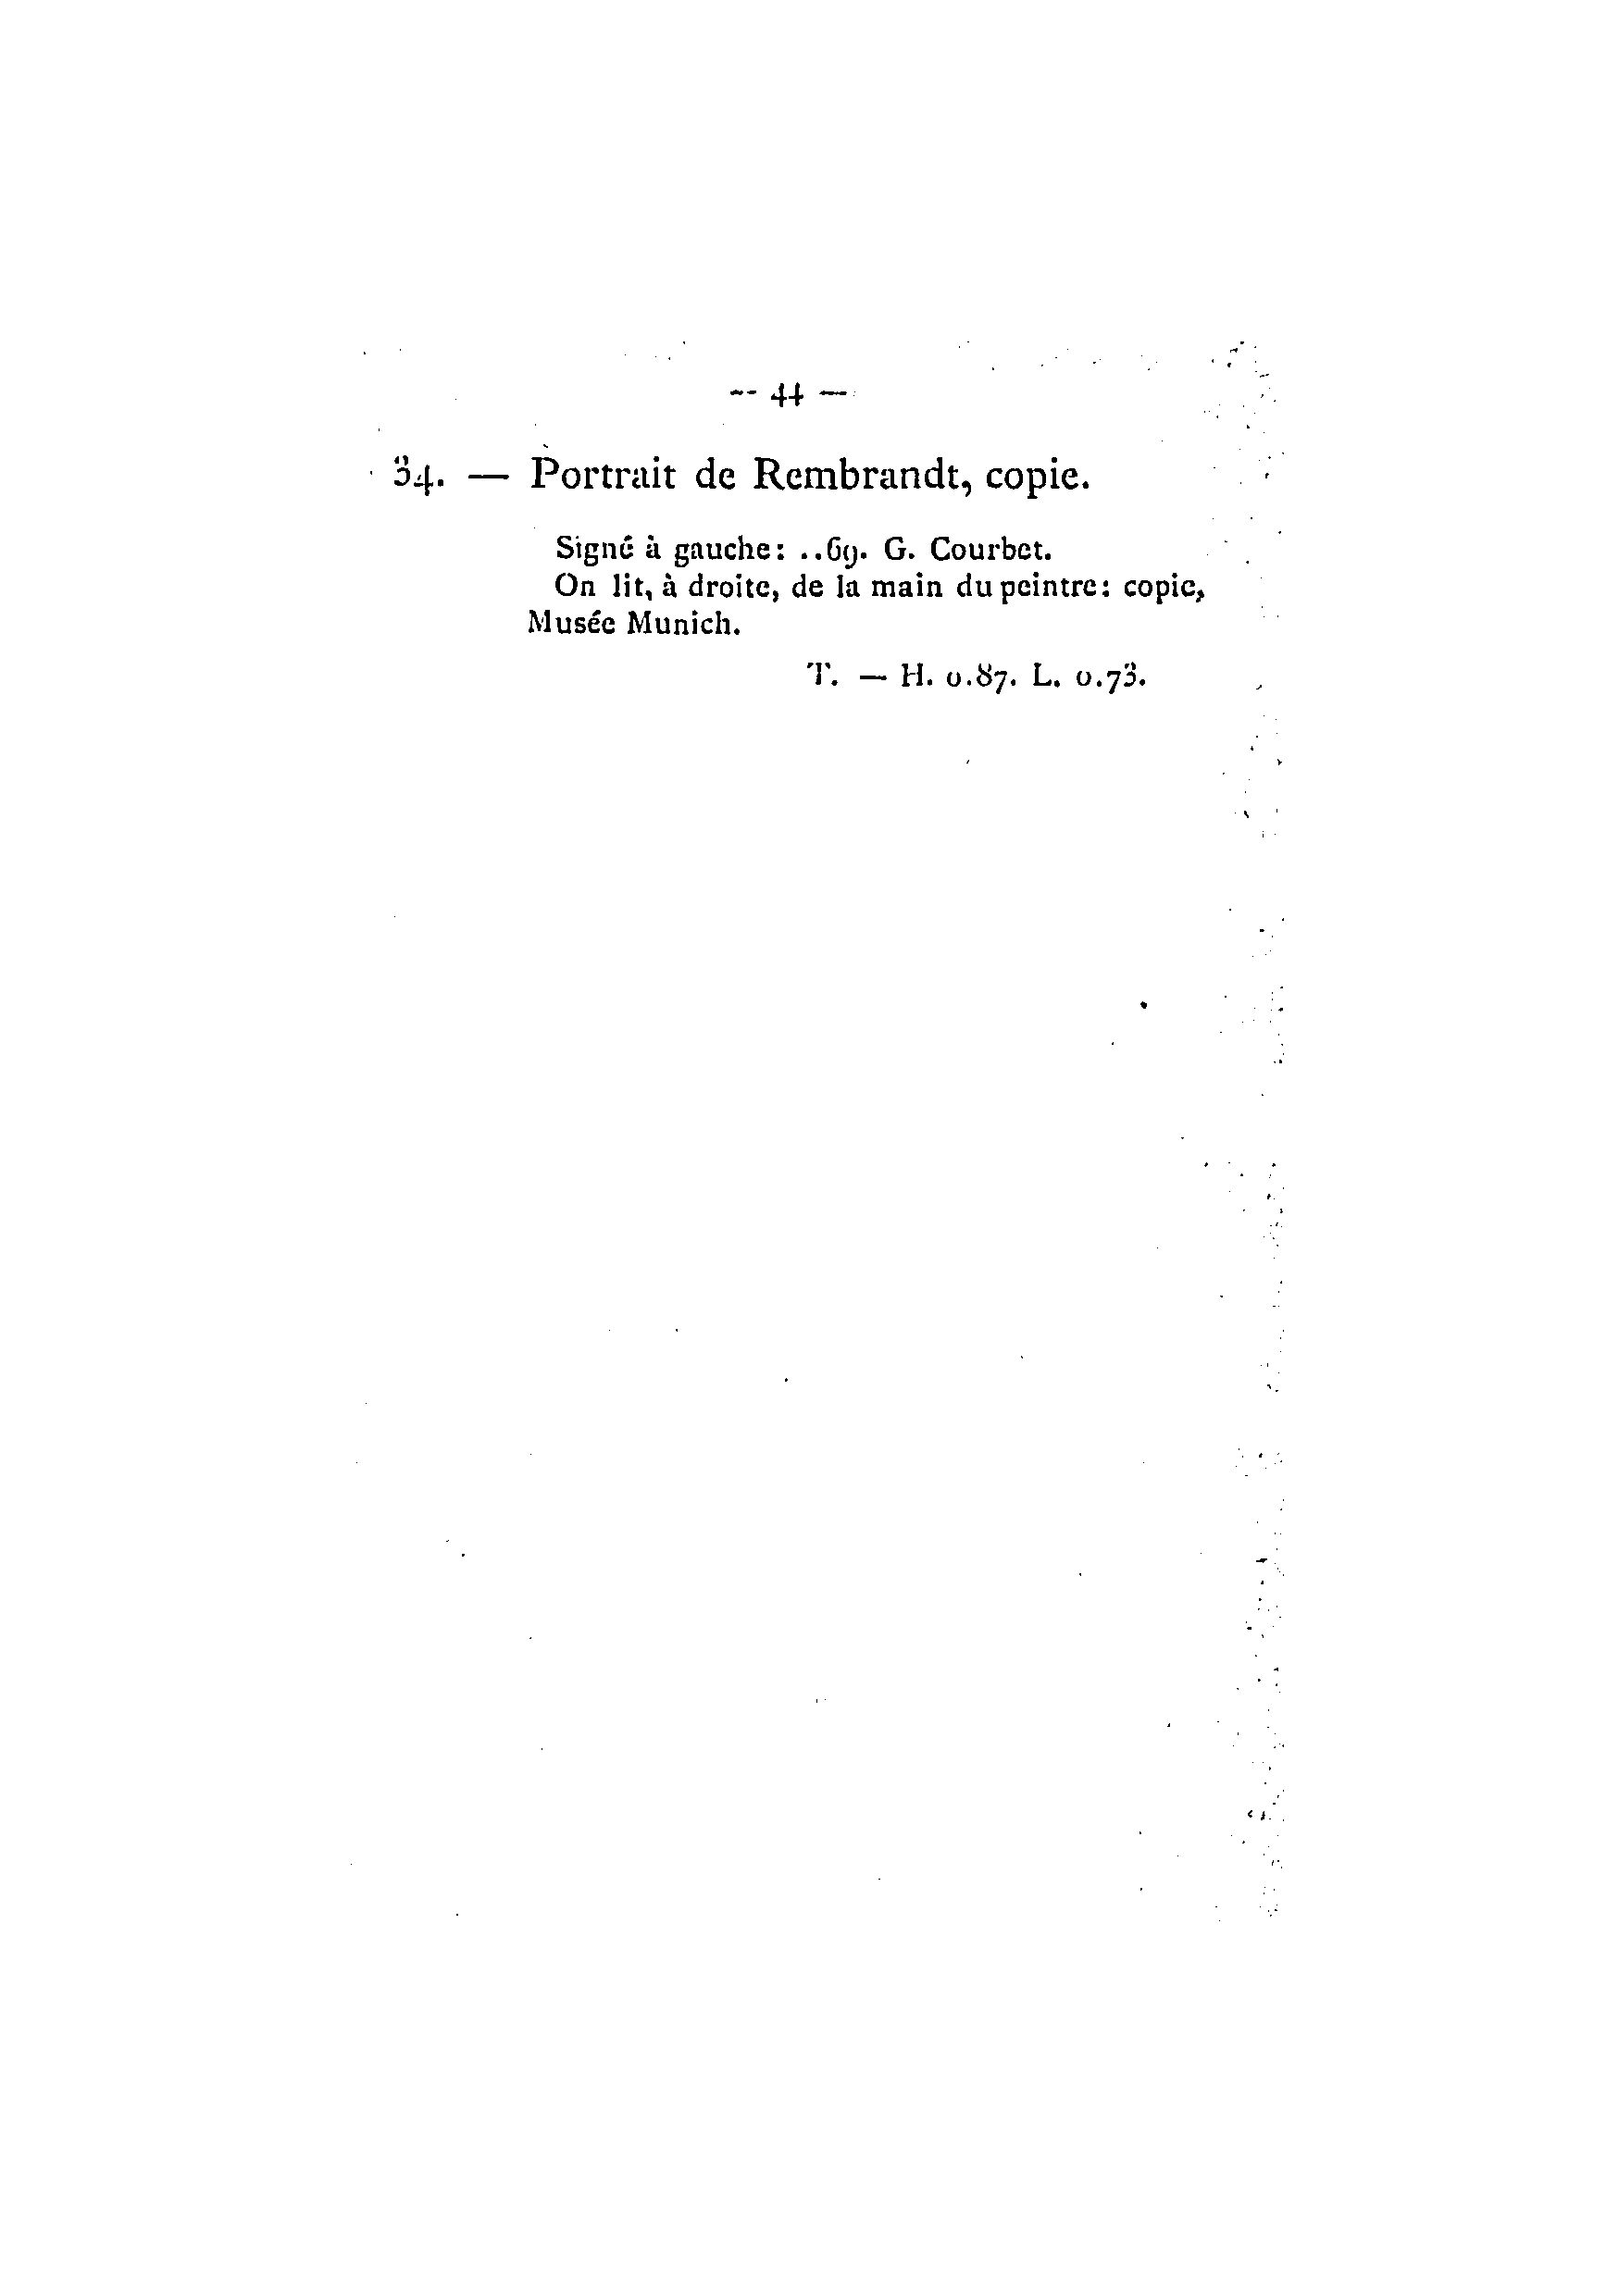 -- 44 —
34. — Portrait de Rembrandt, copie.
Signé à gauche: ..69. G. Courbet.
On lit, à droite, de la main du peintre: copie,
Musée Munich.
T. — H. 0.87. L. 0.73.